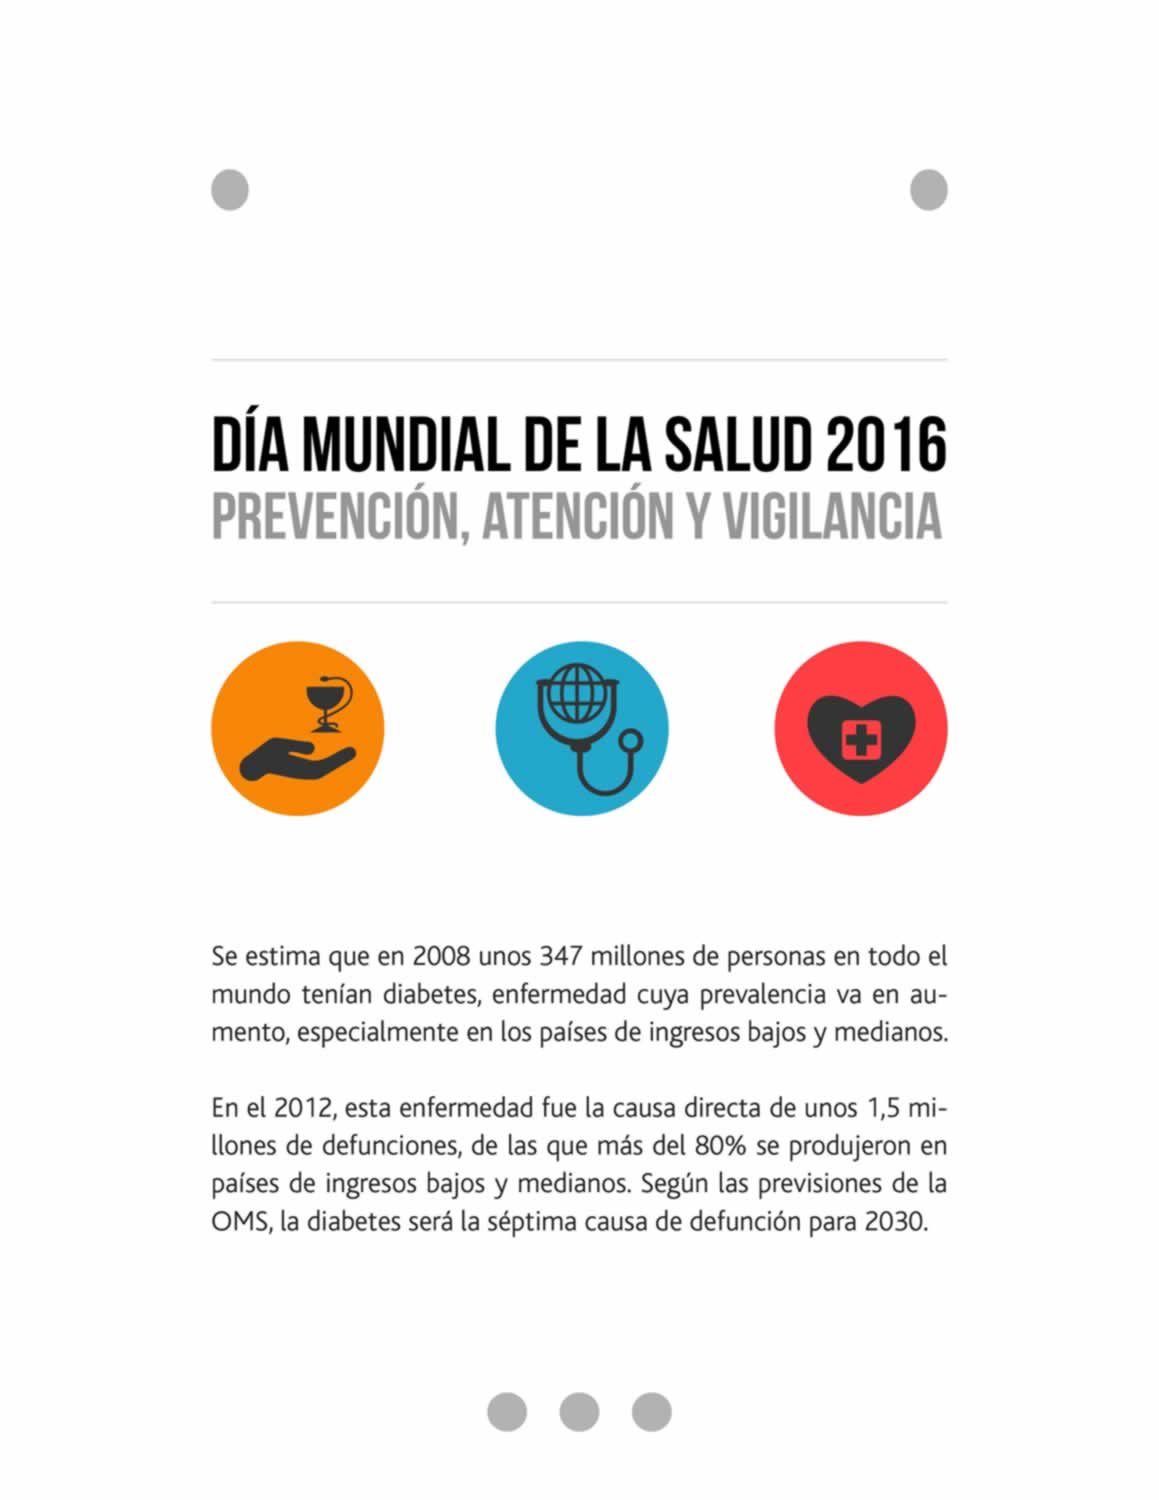 DÍA MUNDIAL DE LA SALUD 2016
PREVENCIÓN, ATENCIÓN Y VIGILANCIA
Se estima que en 2008 unos 347 millones de personas en todo el
mundo tenían diabetes, enfermedad cuya prevalencia va en au-
mento, especialmente en los países de ingresos bajos y medianos.
En el 2012, esta enfermedad fue la causa directa de unos 1,5 mi-
llones de defunciones, de las que más del 80% se produjeron en
países de ingresos bajos y medianos. Según las previsiones de la
OMS, la diabetes será la séptima causa de defunción para 2030.